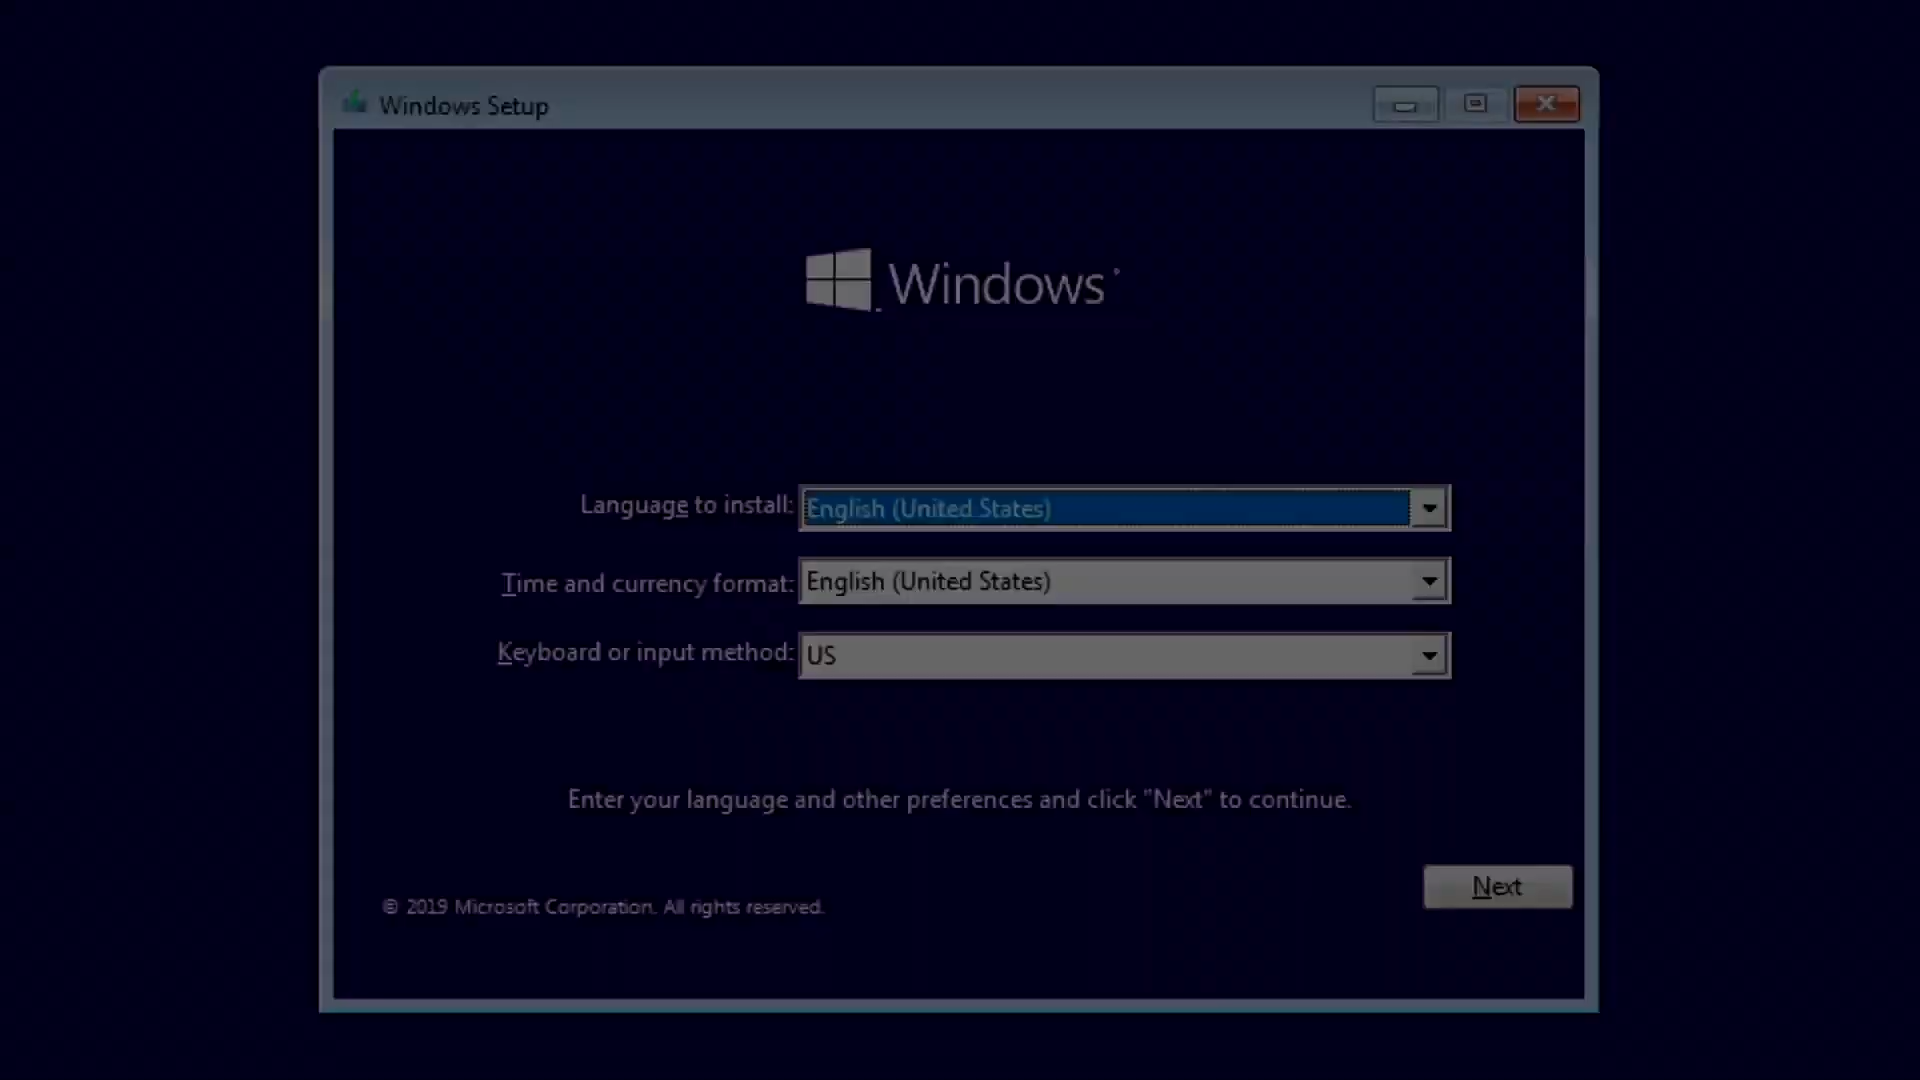 Windows Setup
Windows
Language to install: English (United States)
Time and currency format: English (United States)
Keyboard or input method: US
Enter your language and other preferences and click "Next" to continue.
Next
© 2019 Microsoft Corporation. All rights reserved.